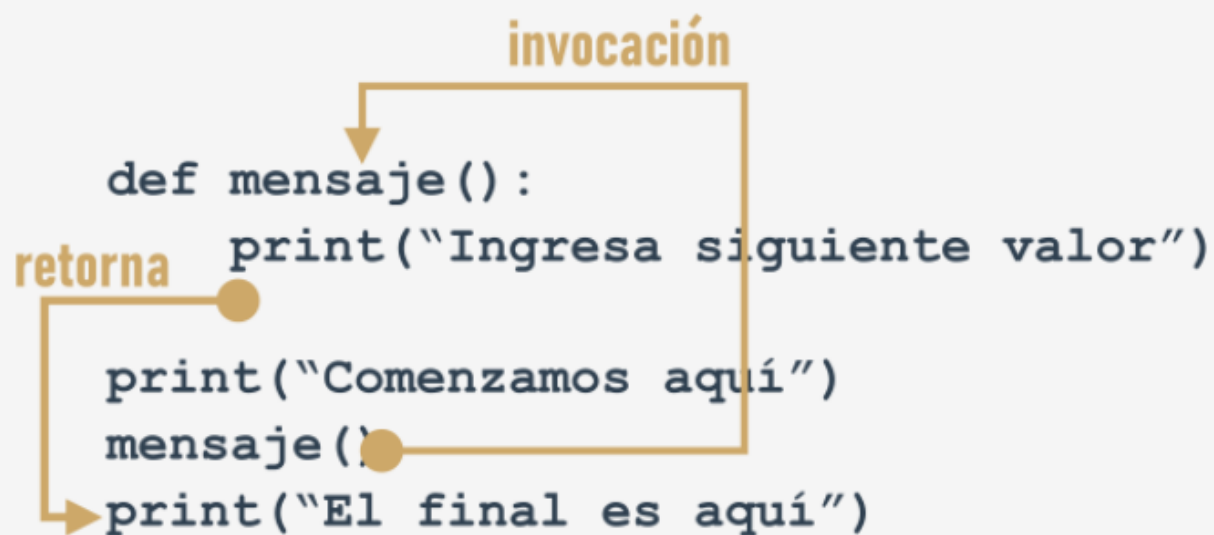 invocación
def mensaje():
print(“Ingresa siguiente valor”)
retorna
print(“Comenzamos aquí”)
mensaje()
print(“El final es aquí”)